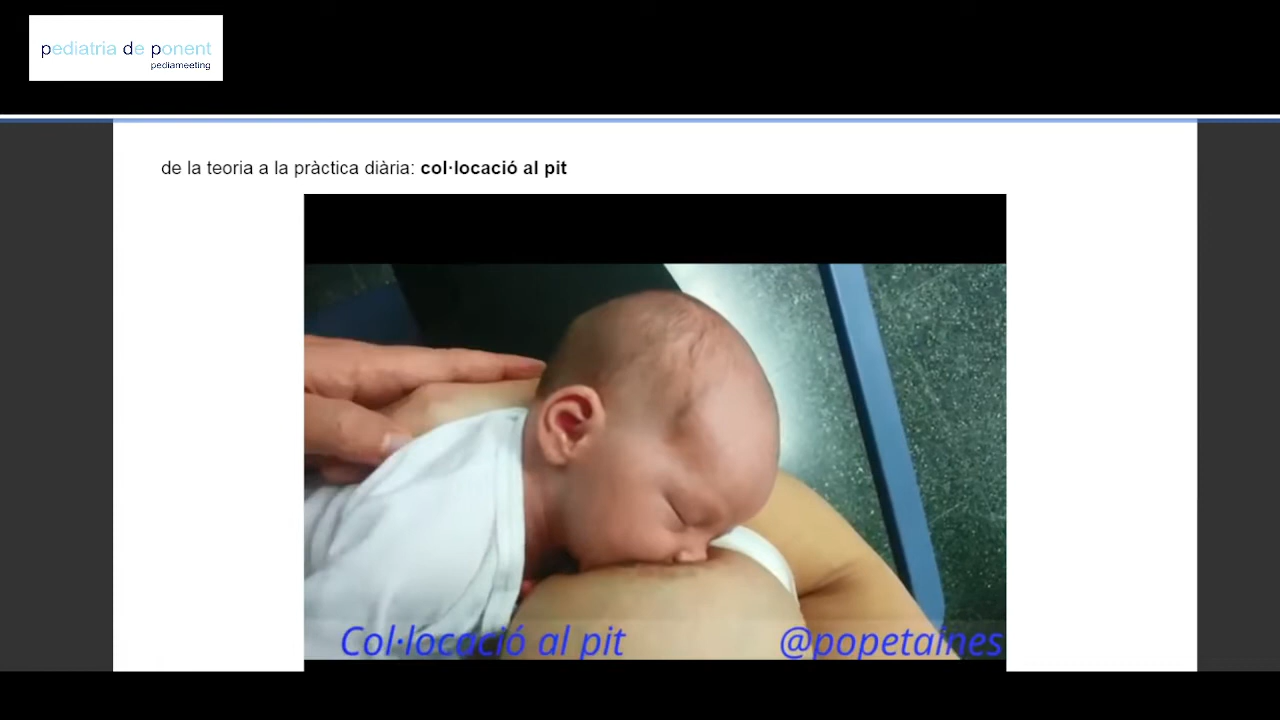 pediatria de ponent
pediameeting
de la teoria a la pràctica diària: col·locació al pit
Col·locació al pit
@popetaines